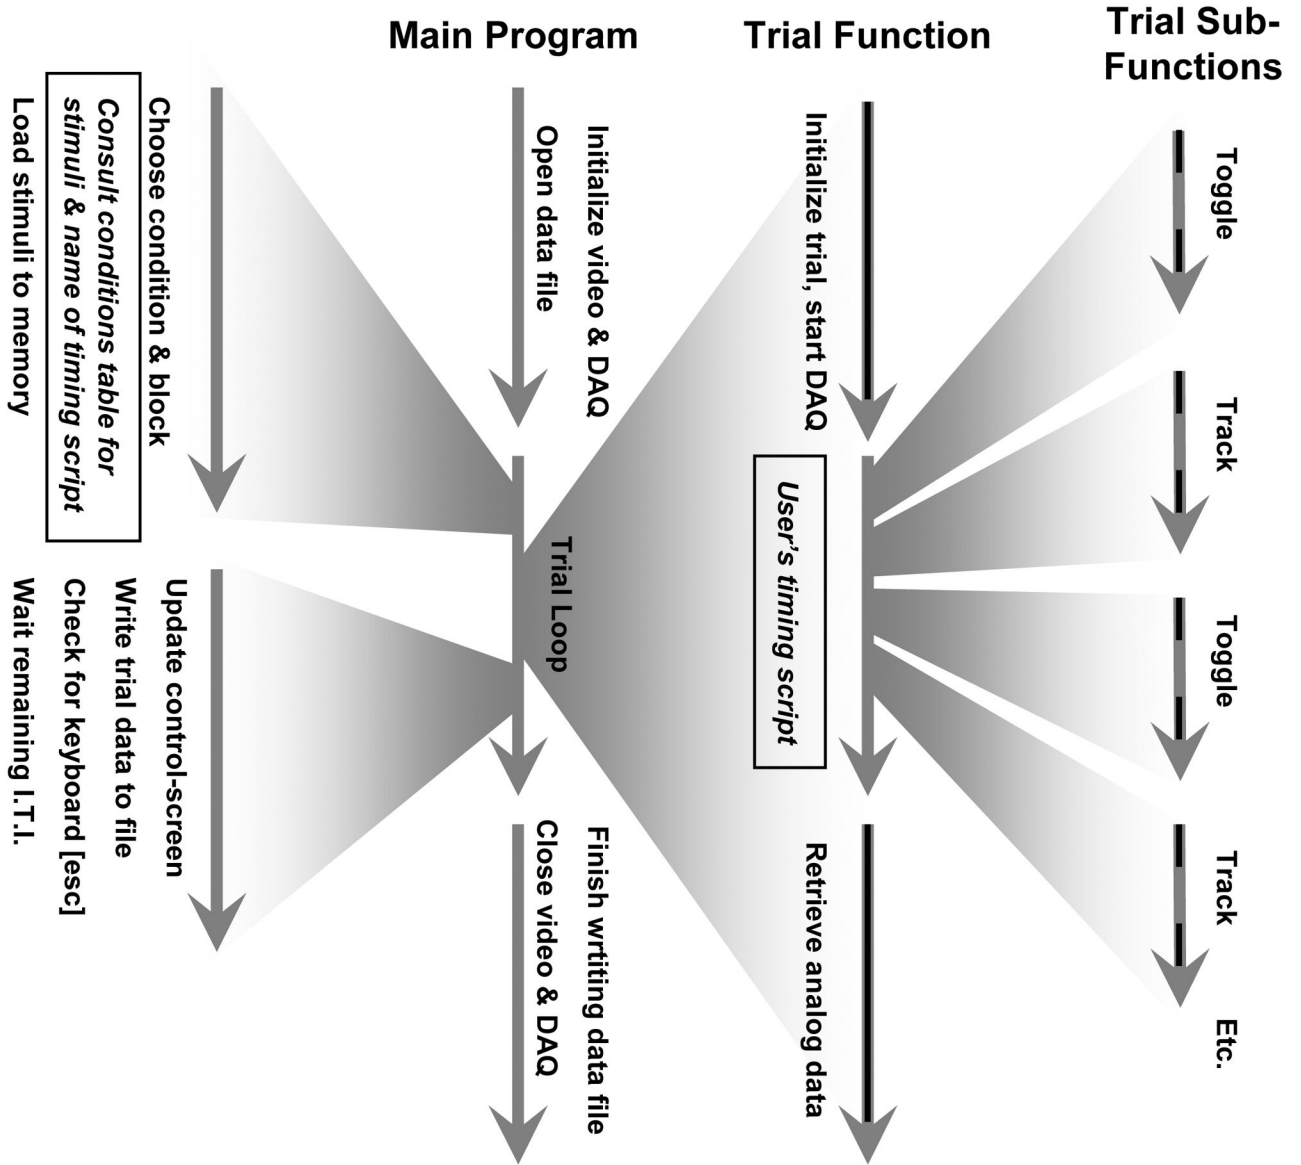 Main Program
Trial Function
Trial Sub-
Functions
Choose condition & block
Consult conditions table for
stimuli & name of timing script
Load stimuli to memory
Update control-screen
Write trial data to file
Check for keyboard [esc]
Wait remaining I.T.I.
Initialize video & DAQ
Open data file
Trial Loop
Finish wrtiting data file
Close video & DAQ
Initialize trial, start DAQ
User's timing script
Retrieve analog data
Toggle
Track
Toggle
Track
Etc.